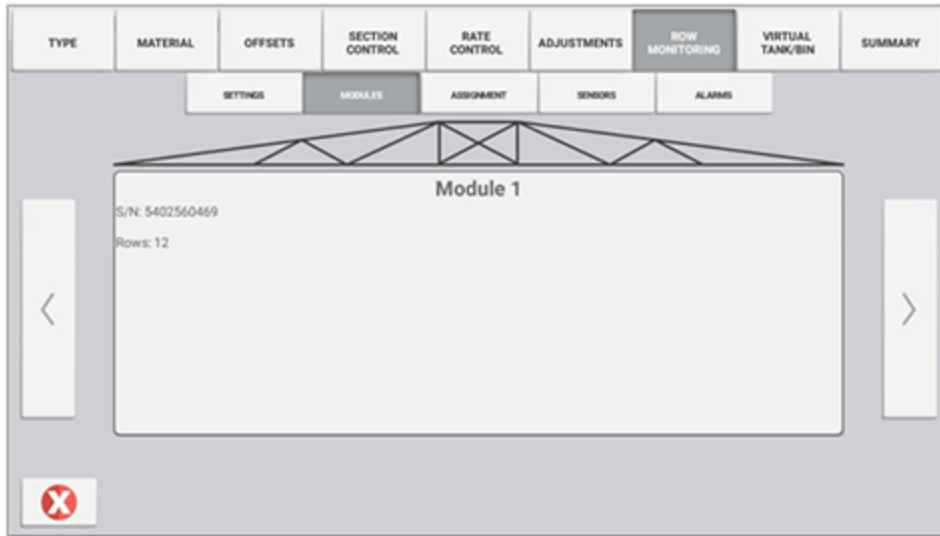 TYPE
MATERIAL
OFFSETS
SECTION
CONTROL
RATE
CONTROL
ADJUSTMENTS
ROW
MONITORING
VIRTUAL
TANK/BIN
SUMMARY
SETTINGS
MODULES
ASSIGNMENT
SENSORS
ALARMS
Module 1
S/N: 5402560469
Rows: 12